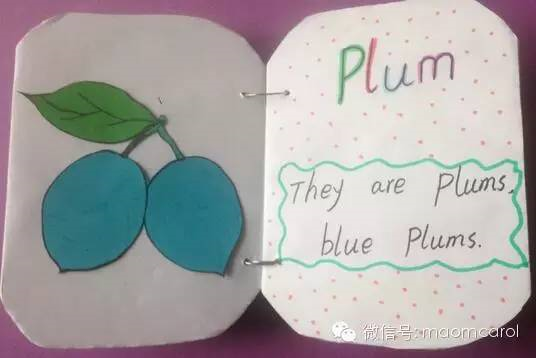 Plum
They are Plums.
blue Plums.
微信号: maomcarol